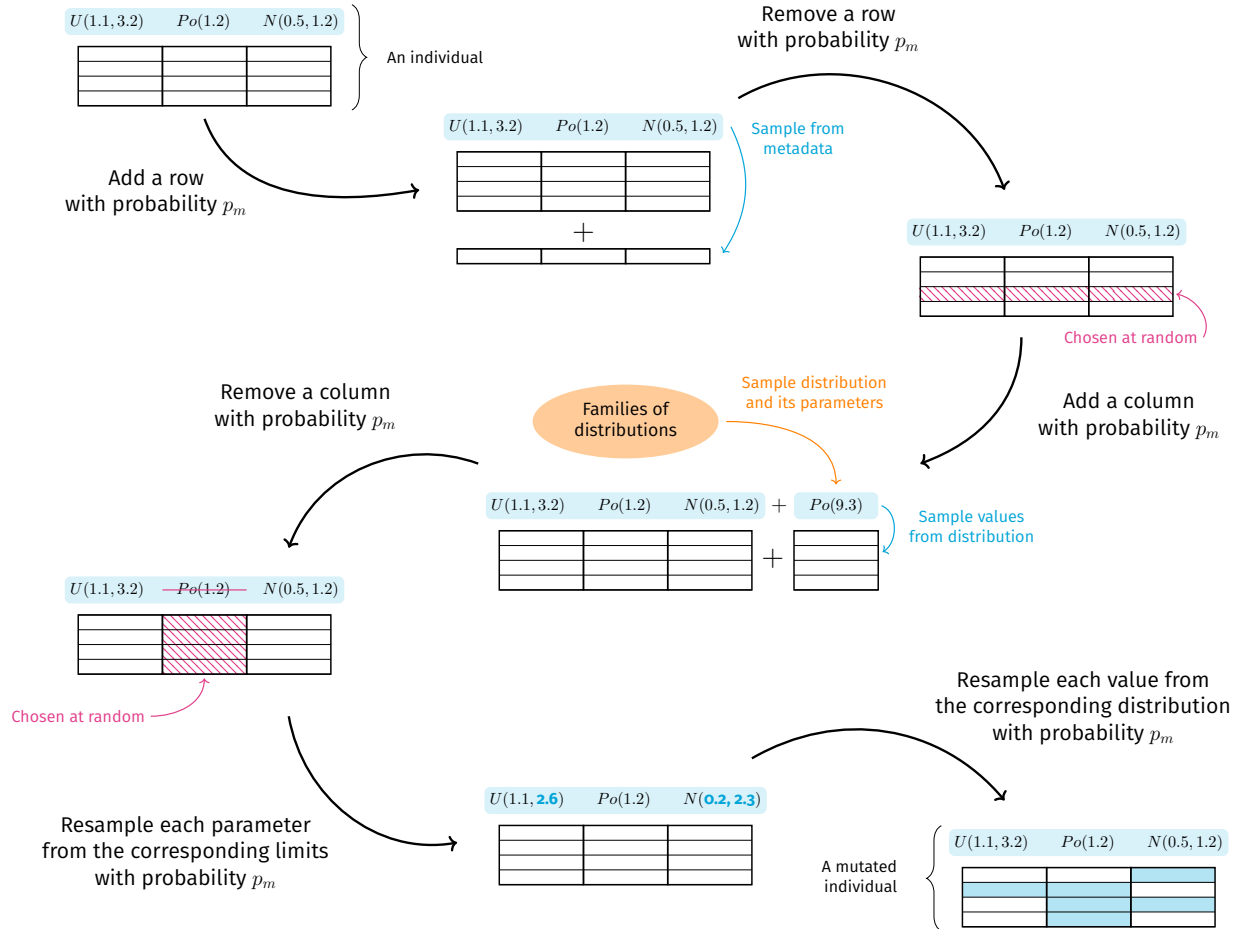 U(1.1, 3.2) Po(1.2) N(0.5, 1.2)
An individual
Add a row
with probability p_m
U(1.1, 3.2) Po(1.2) N(0.5, 1.2)
+
Sample from
metadata
Remove a row
with probability p_m
U(1.1, 3.2) Po(1.2) N(0.5, 1.2)
Chosen at random
Add a column
with probability p_m
Families of
distributions
Sample distribution
and its parameters
U(1.1, 3.2) Po(1.2) N(0.5, 1.2) + Po(9.3)
+
Sample values
from distribution
Remove a column
with probability p_m
U(1.1, 3.2) Po(1.2) N(0.5, 1.2)
Chosen at random
Resample each parameter
from the corresponding limits
with probability p_m
U(1.1, 2.6) Po(1.2) N(0.2, 2.3)
Resample each value from
the corresponding distribution
with probability p_m
U(1.1, 3.2) Po(1.2) N(0.5, 1.2)
A mutated
individual